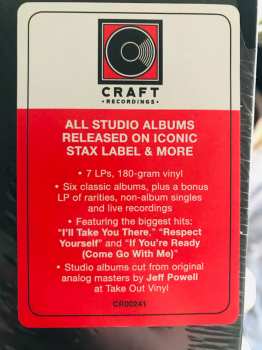 CRAFT
• RECORDINGS •
ALL STUDIO ALBUMS
RELEASED ON ICONIC
STAX LABEL & MORE
• 7 LPs, 180-gram vinyl
• Six classic albums, plus a bonus
LP of rarities, non-album singles
and live recordings
• Featuring the biggest hits:
"I'll Take You There," "Respect
Yourself" and "If You're Ready
(Come Go With Me)"
• Studio albums cut from original
analog masters by Jeff Powell
at Take Out Vinyl
CR00241